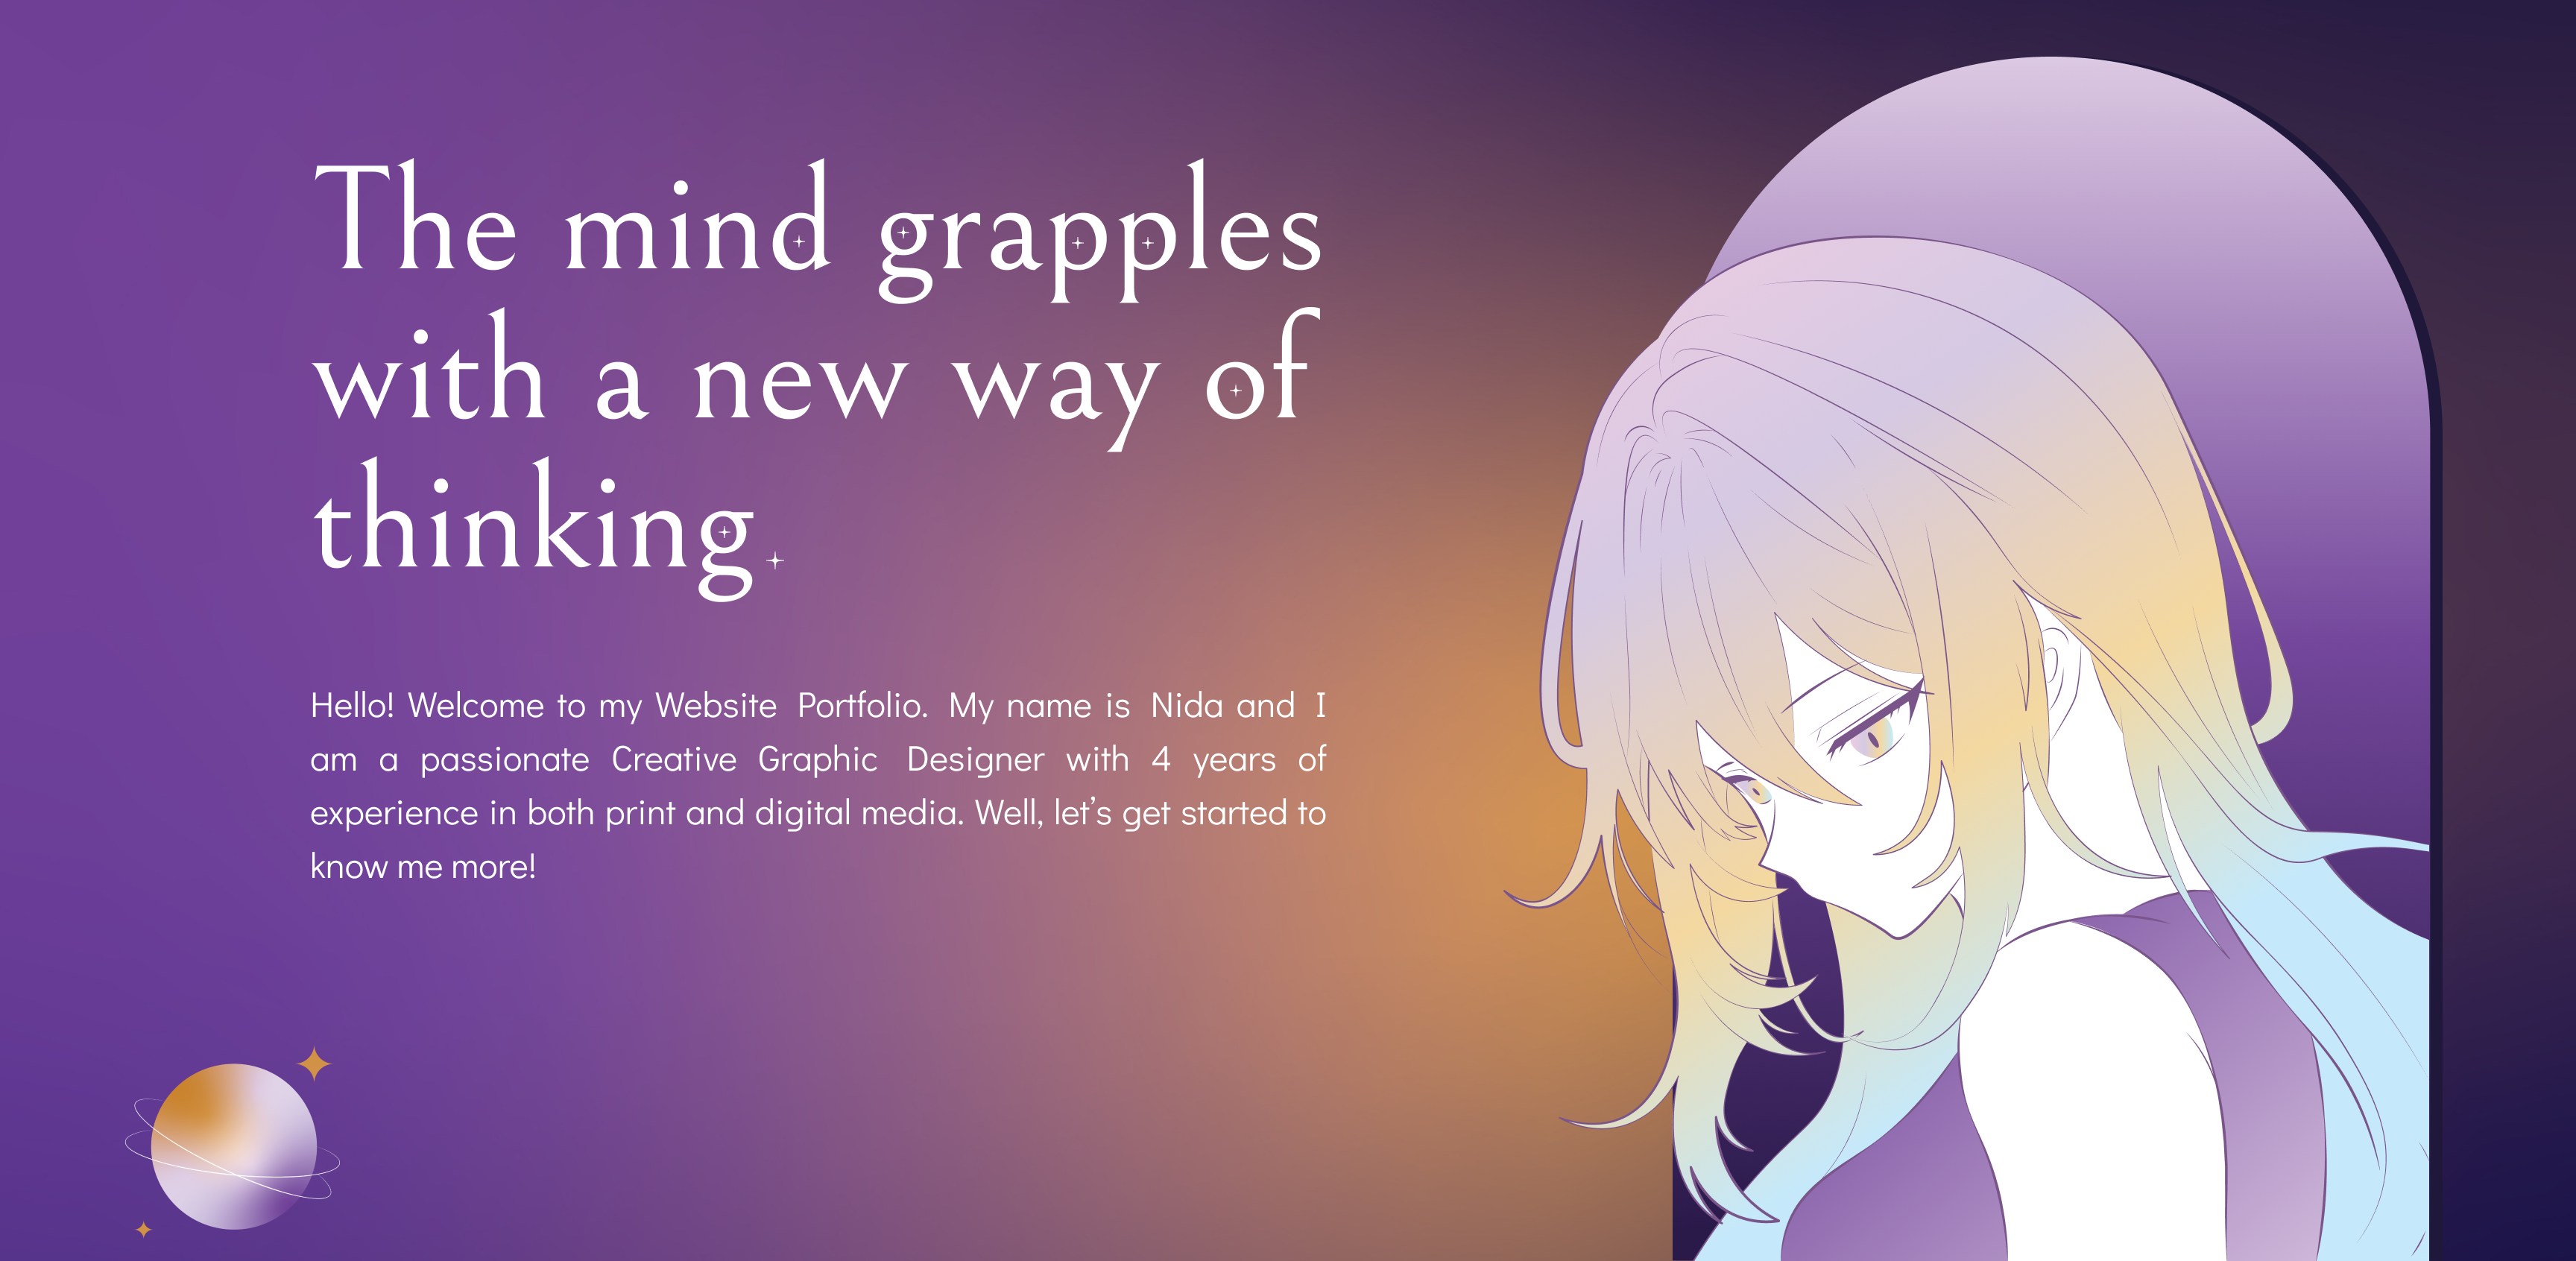 The mind grapples
with a new way of
thinking.
Hello! Welcome to my Website Portfolio. My name is Nida and I
am a passionate Creative Graphic Designer with 4 years of
experience in both print and digital media. Well, let’s get started to
know me more!